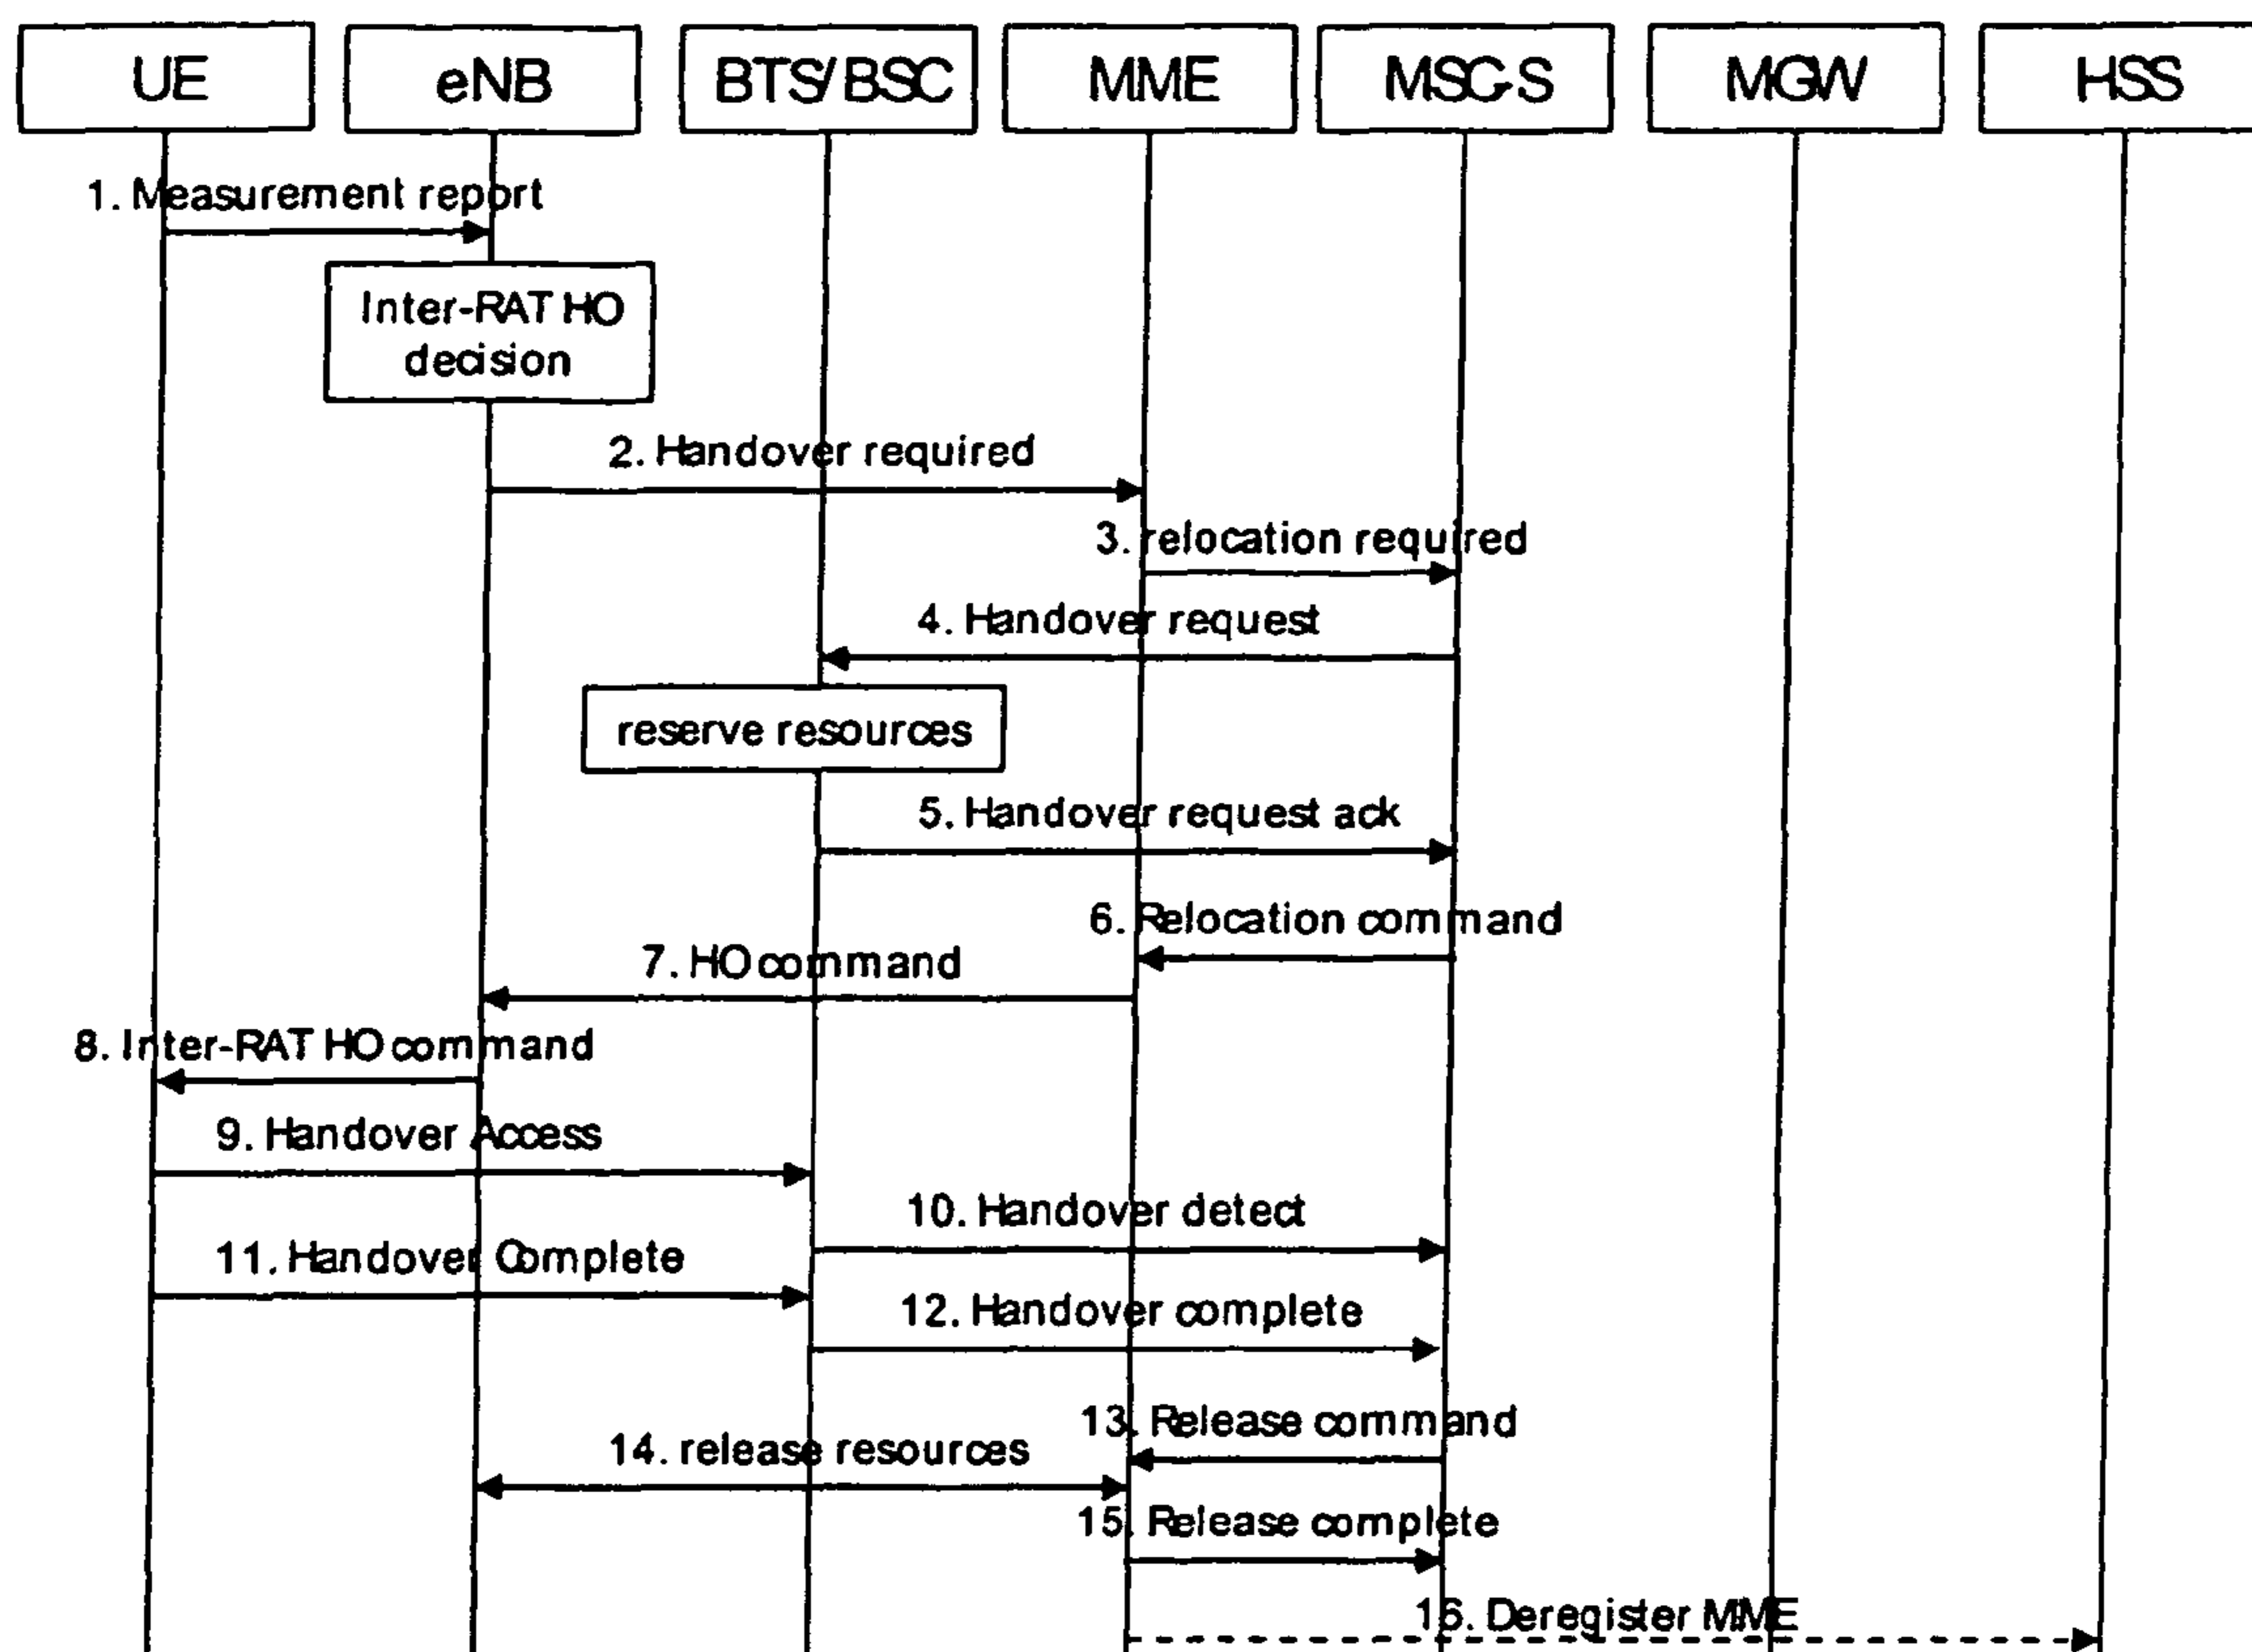 UE
eNB
BTS/BSC
MME
MSC-S
MGW
HSS
1. Measurement report
Inter-RAT HO
decision
2. Handover required
3. relocation required
4. Handover request
reserve resources
5. Handover request ack
6. Relocation command
7. HO command
8. Inter-RAT HO command
9. Handover Access
10. Handover detect
11. Handover Complete
12. Handover complete
13. Release command
14. release resources
15. Release complete
16. Deregister MME